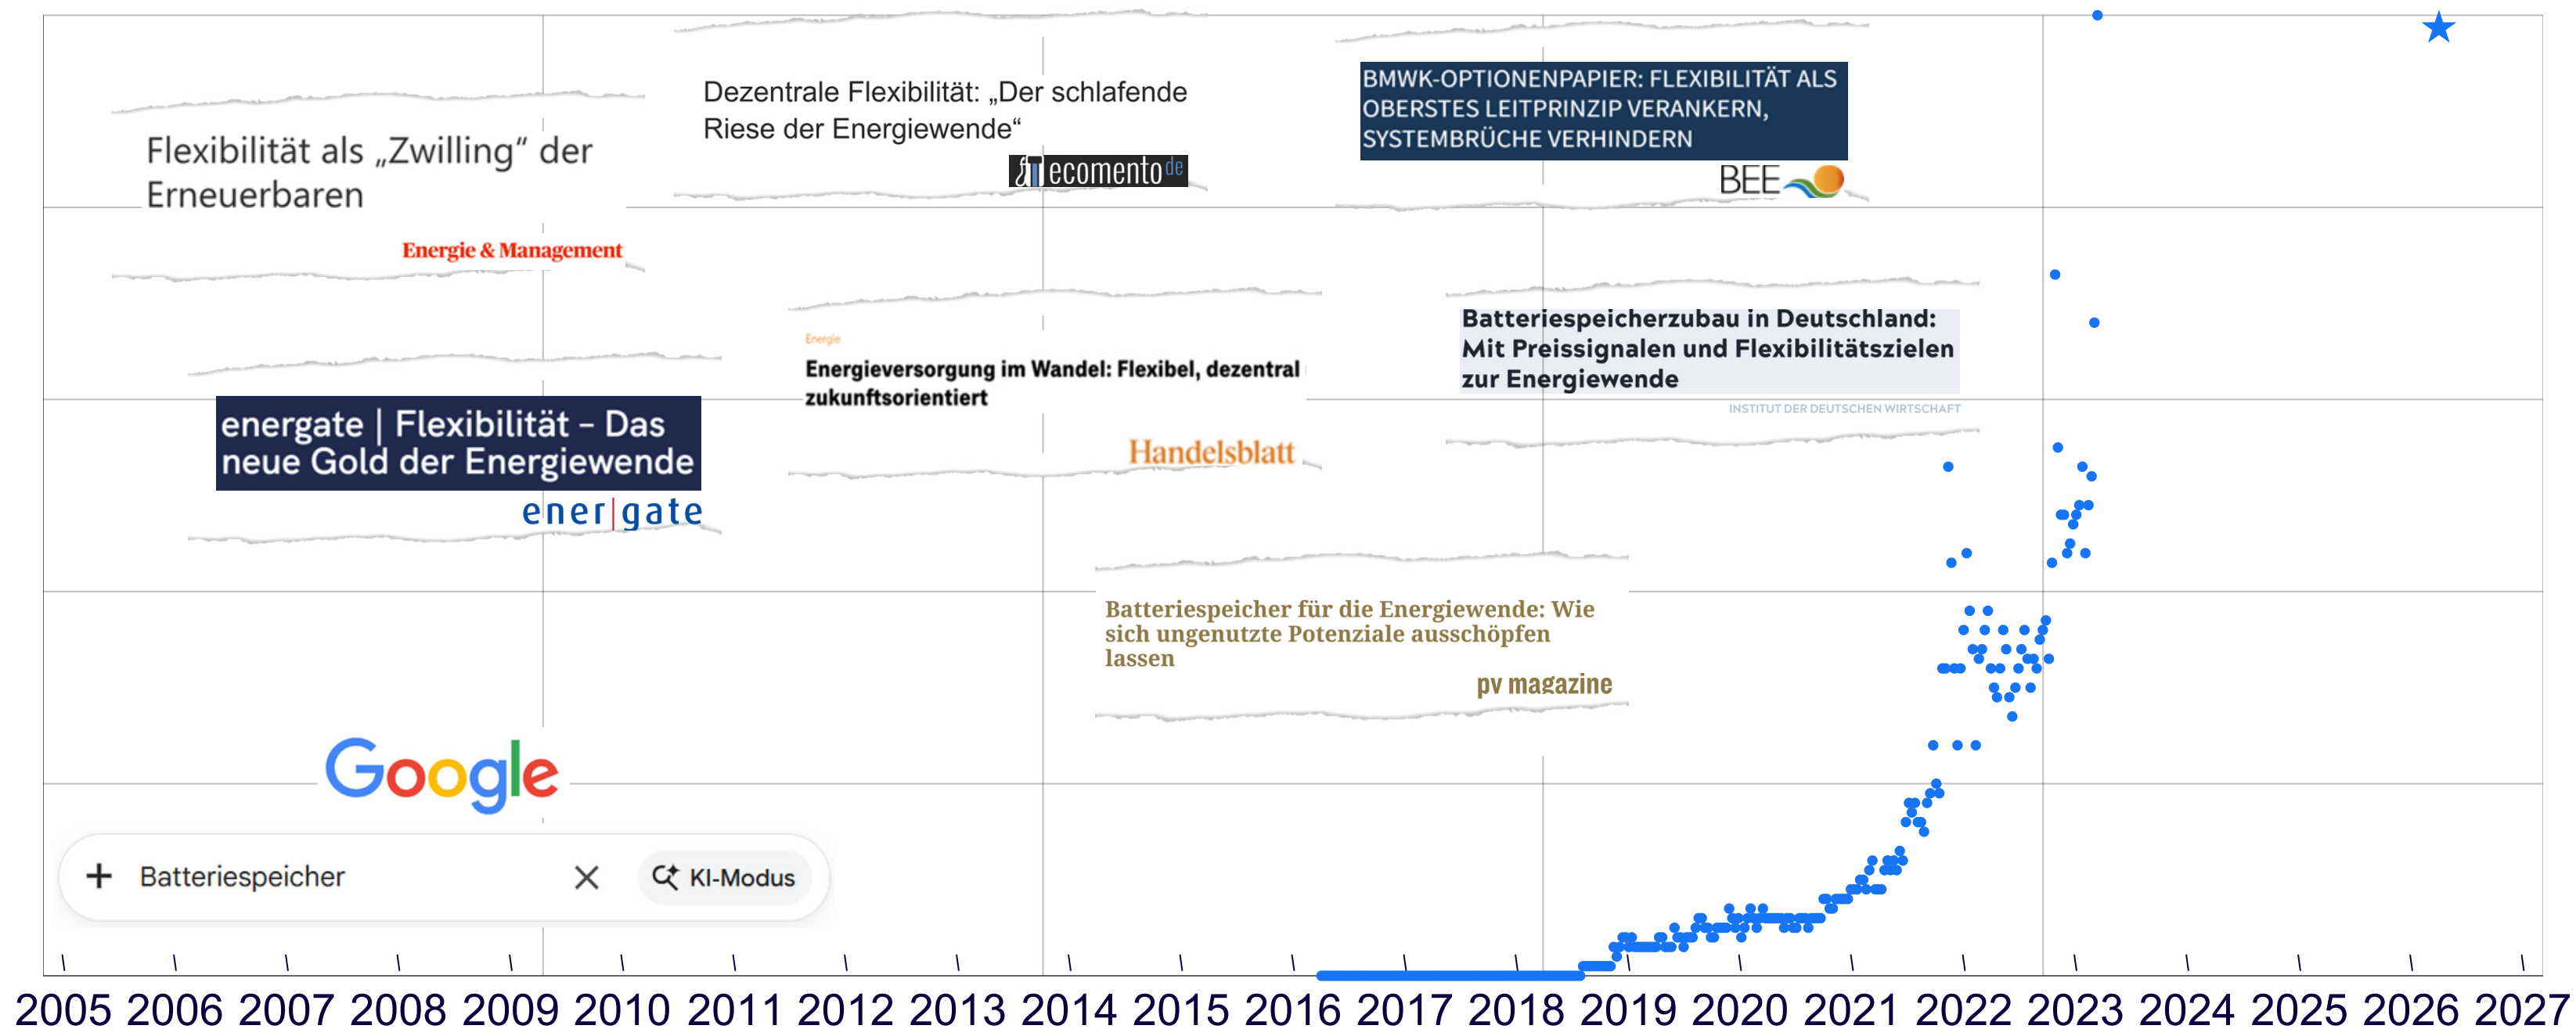 Flexibilität als „Zwilling“ der
Erneuerbaren
Energie & Management
Dezentrale Flexibilität: „Der schlafende
Riese der Energiewende“
ecomento de
BMWK-OPTIONENPAPIER: FLEXIBILITÄT ALS
OBERSTES LEITPRINZIP VERANKERN,
SYSTEMBRÜCHE VERHINDERN
BEE
energate | Flexibilität – Das
neue Gold der Energiewende
ener|gate
Energie
Energieversorgung im Wandel: Flexibel, dezentral
zukunftsorientiert
Handelsblatt
Batteriespeicherzubau in Deutschland:
Mit Preissignalen und Flexibilitätszielen
zur Energiewende
INSTITUT DER DEUTSCHEN WIRTSCHAFT
Batteriespeicher für die Energiewende: Wie
sich ungenutzte Potenziale ausschöpfen
lassen
pv magazine
Google
Batteriespeicher
KI-Modus
2005 2006 2007 2008 2009 2010 2011 2012 2013 2014 2015 2016 2017 2018 2019 2020 2021 2022 2023 2024 2025 2026 2027